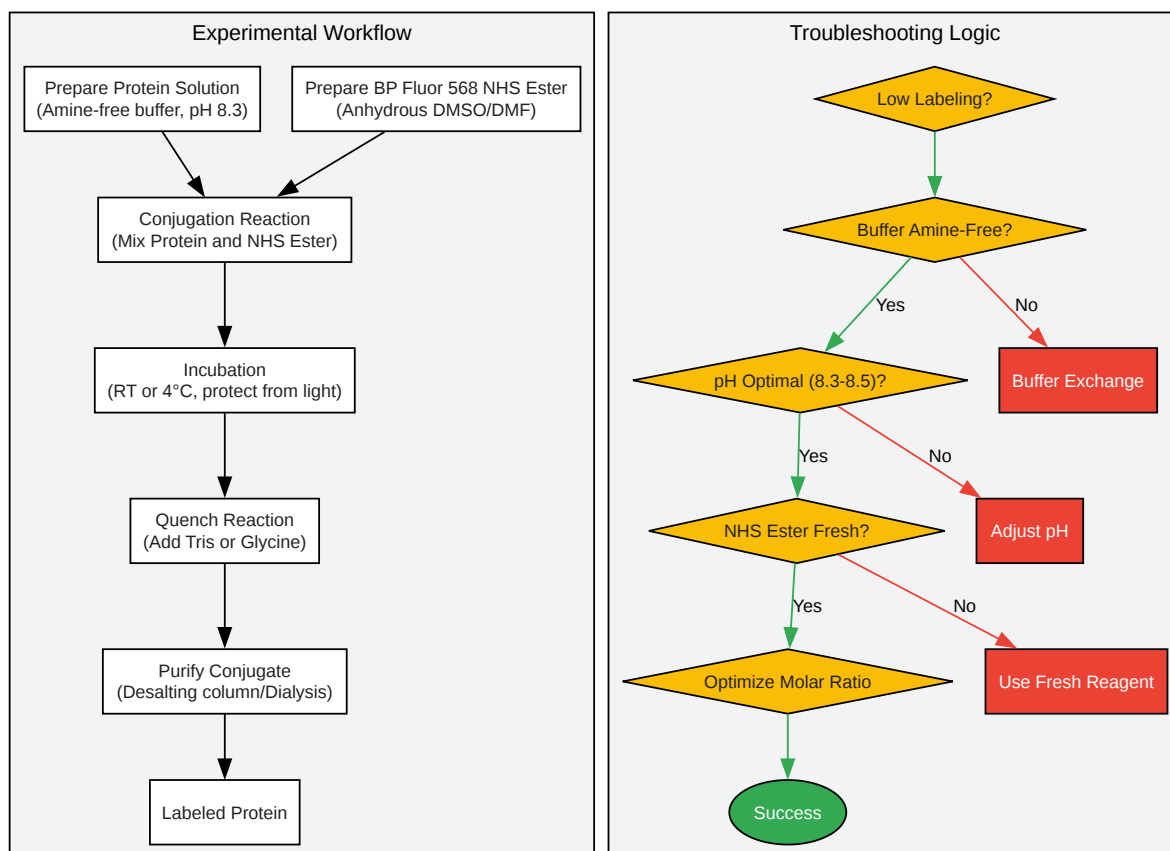 Experimental Workflow
Prepare Protein Solution
(Amine-free buffer, pH 8.3)
Prepare BP Fluor 568 NHS Ester
(Anhydrous DMSO/DMF)
Conjugation Reaction
(Mix Protein and NHS Ester)
Incubation
(RT or 4°C, protect from light)
Quench Reaction
(Add Tris or Glycine)
Purify Conjugate
(Desalting column/Dialysis)
Labeled Protein
Troubleshooting Logic
Low Labeling?
Buffer Amine-Free?
Yes
No
pH Optimal (8.3-8.5)?
Buffer Exchange
Yes
No
NHS Ester Fresh?
Adjust pH
Yes
No
Optimize Molar Ratio
Use Fresh Reagent
Success